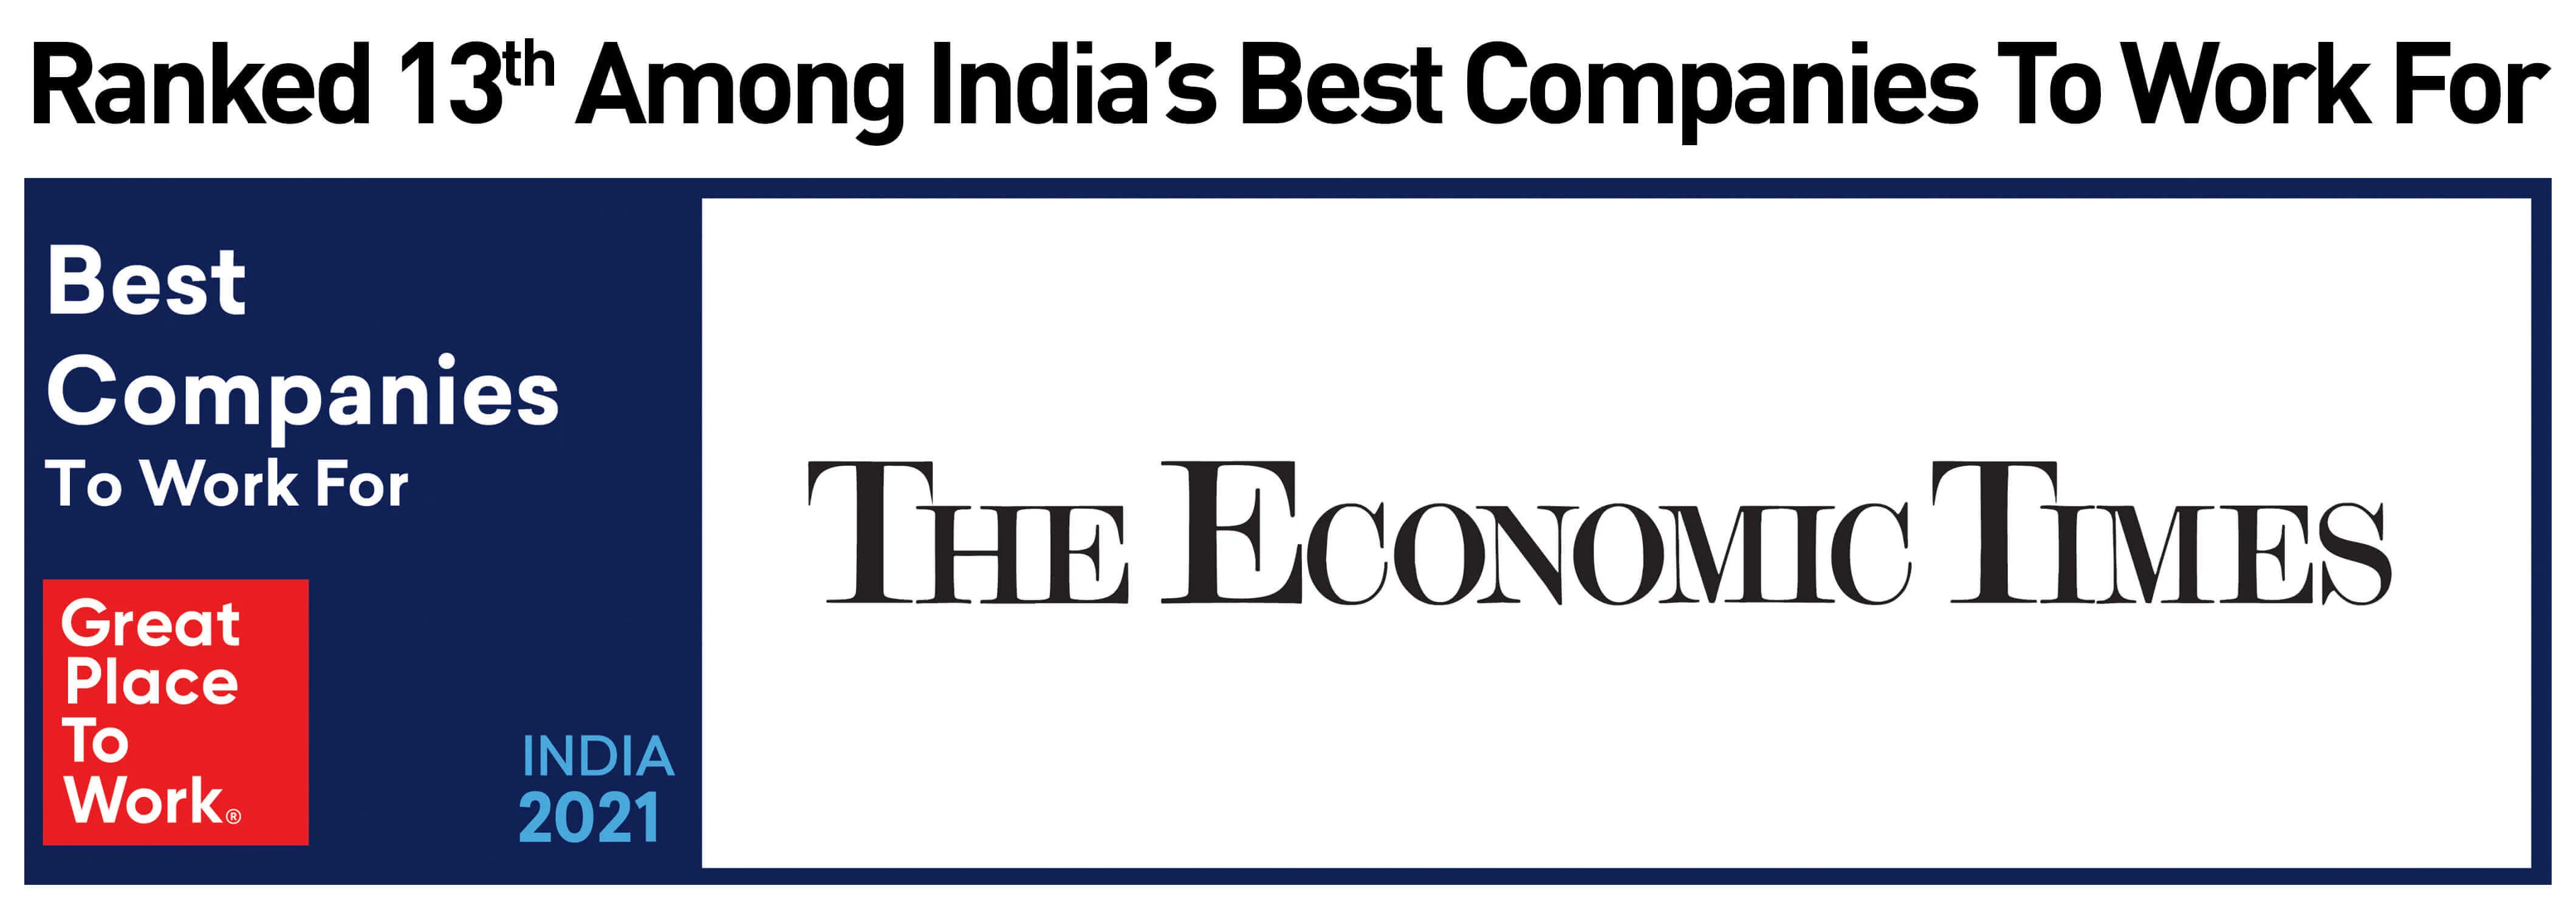 Ranked 13th Among India’s Best Companies To Work For
Best
Companies
To Work For
Great
Place
To
Work®
INDIA
2021
THE ECONOMIC TIMES